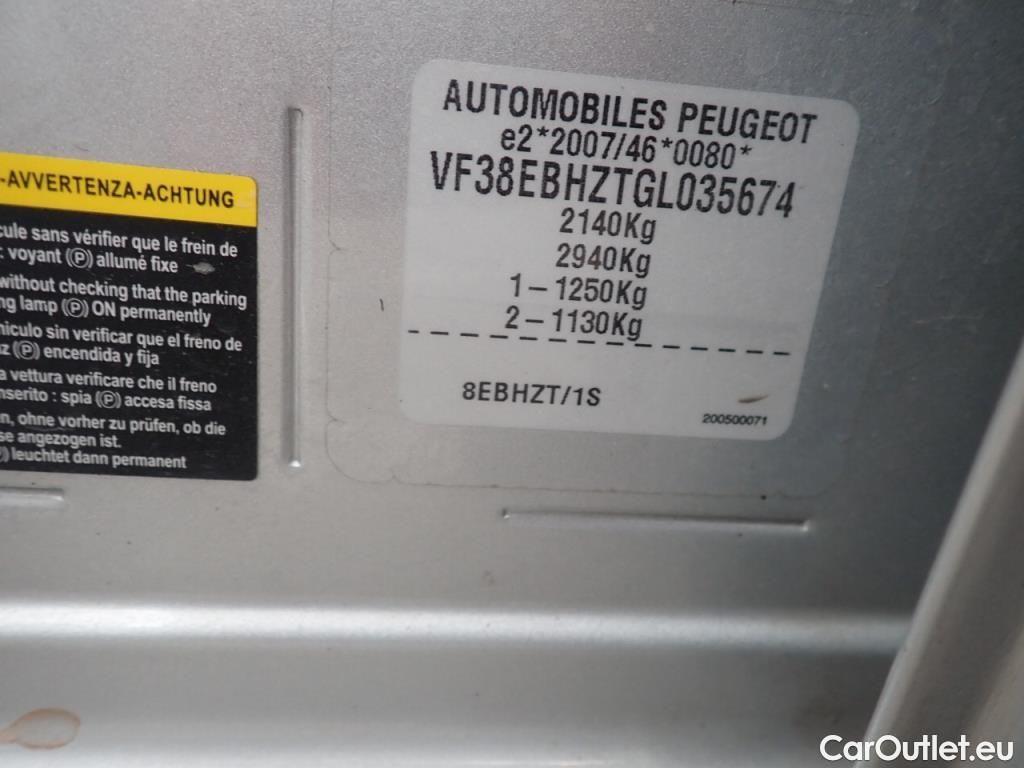 -AVVERTENZA-ACHTUNG
cule sans vérifier que le frein de
: voyant (P) allumé fixe
without checking that the parking
ng lamp (P) ON permanently
hiculo sin verificar que el freno de
uz (P) encendida y fija
a vettura verificare che il freno
nserito : spia (P) accesa fissa
en, ohne vorher zu prüfen, ob die
se angezogen ist.
) leuchtet dann permanent
AUTOMOBILES PEUGEOT
e2*2007/46*0080*
VF38EBHZTGL035674
2140Kg
2940Kg
1-1250Kg
2-1130Kg
8EBHZT/1S
200500071
CarOutlet.eu